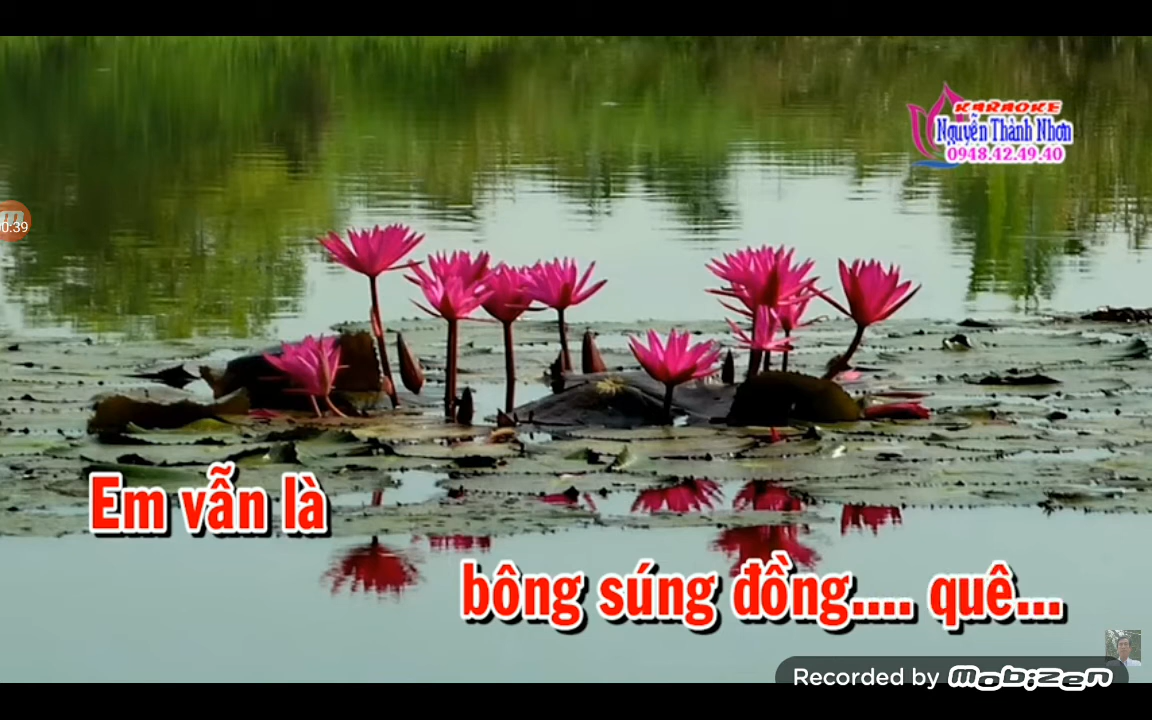 KARAOKE
Nguyễn Thành Nhơn
0948.42.49.40
0:39
Em vẫn là
bông súng đồng.... quê...
Recorded by Mobizen